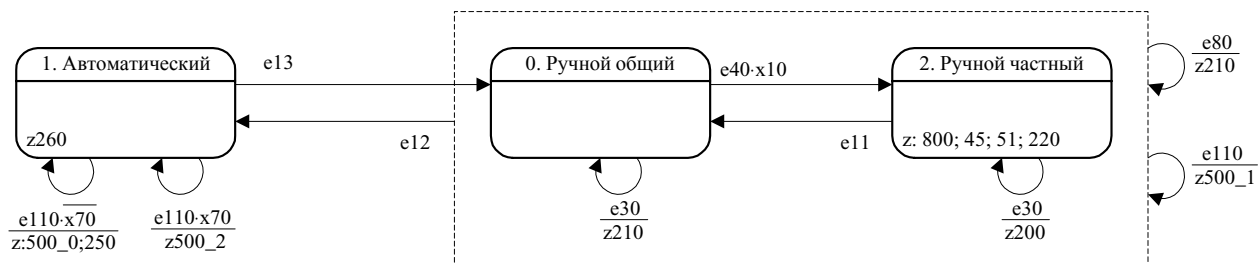 1. Автоматический
z260
e13
e12
0. Ручной общий
e40·x10
e11
2. Ручной частный
z: 800; 45; 51; 220
e80
z210
e110
z500_1
e110·x70
z:500_0;250
e110·x70
z500_2
e30
z210
e30
z200